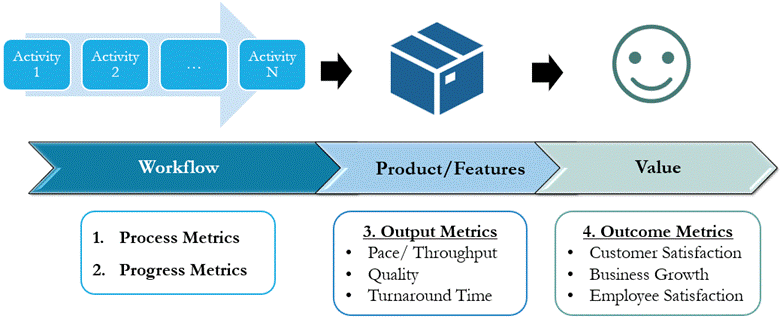 Activity 1
Activity 2
...
Activity N
Workflow
Product/Features
Value
1. Process Metrics
2. Progress Metrics
3. Output Metrics
• Pace/ Throughput
• Quality
• Turnaround Time
4. Outcome Metrics
• Customer Satisfaction
• Business Growth
• Employee Satisfaction